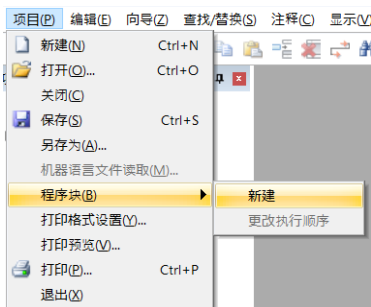 项目(P) 编辑(E) 向导(Z) 查找/替换(S) 注释(C) 显示(V)
新建(N) Ctrl+N
打开(O)... Ctrl+O
关闭(C)
保存(S) Ctrl+S
另存为(A)...
机器语言文件读取(M)...
程序块(B) 新建
打印格式设置(Y)... 更改执行顺序
打印预览(V)...
打印(P)... Ctrl+P
退出(X)